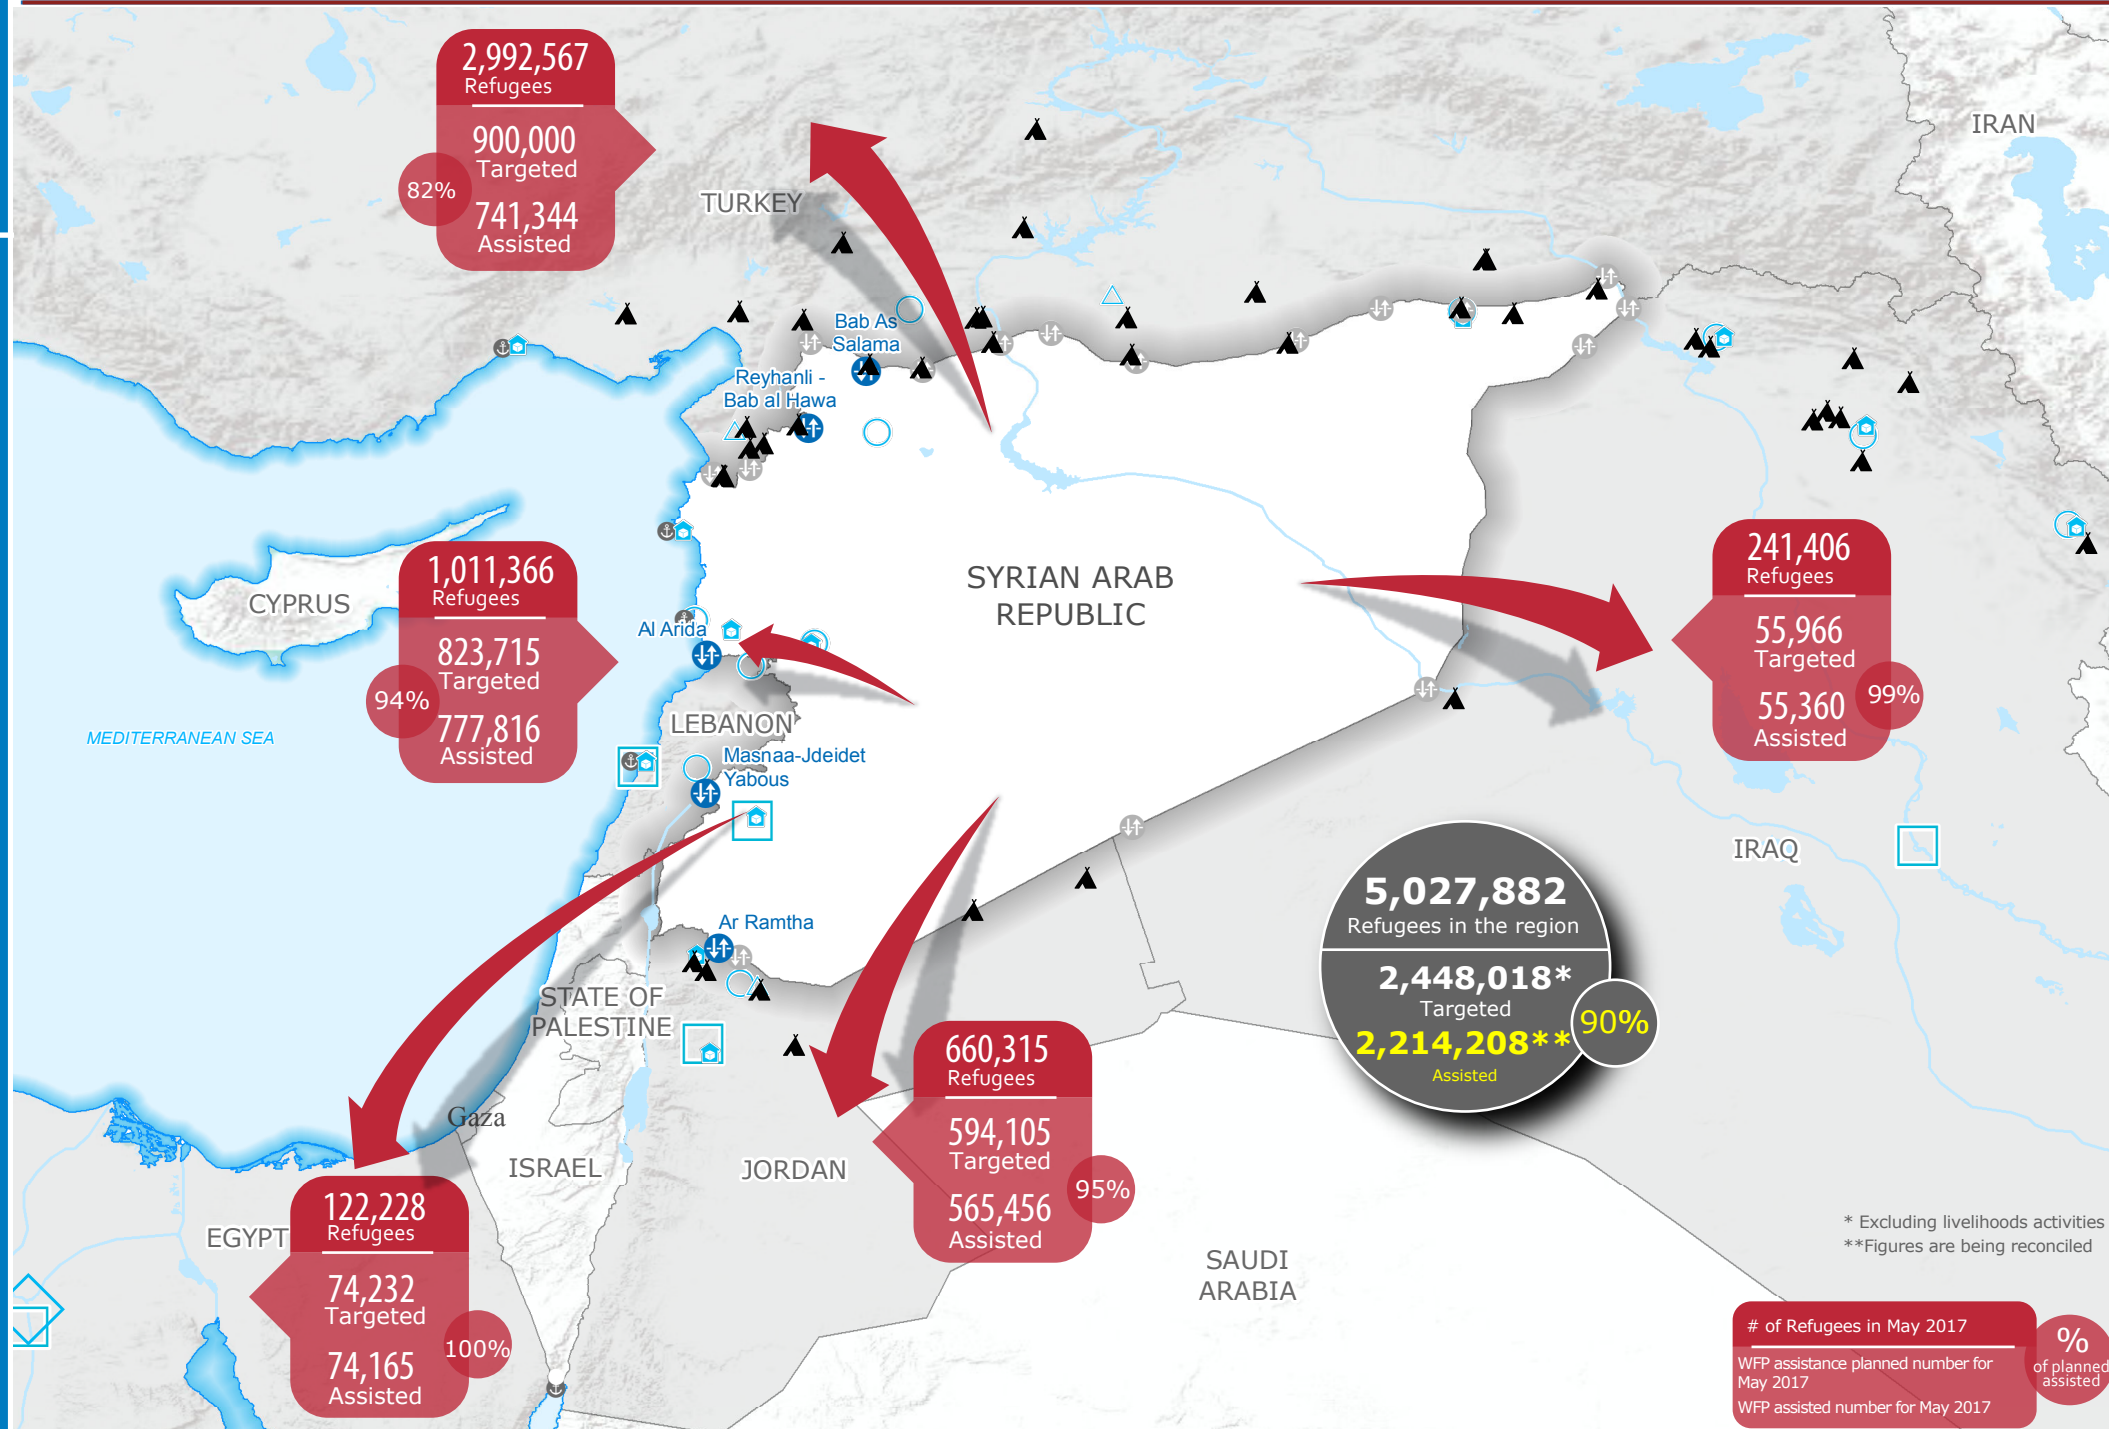 2,992,567
Refugees
900,000
Targeted
82%
741,344
Assisted
IRAN
TURKEY
Bab As
Salama
Reyhanli -
Bab al Hawa
SYRIAN ARAB
REPUBLIC
CYPRUS
1,011,366
Refugees
823,715
Targeted
94%
777,816
Assisted
241,406
Refugees
55,966
Targeted
99%
55,360
Assisted
Al Arida
LEBANON
MEDITERRANEAN SEA
Masnaa-Jdeidet
Yabous
IRAQ
5,027,882
Refugees in the region
2,448,018*
Targeted
2,214,208**
90%
Assisted
Ar Ramtha
STATE OF
PALESTINE
660,315
Refugees
594,105
Targeted
95%
565,456
Assisted
Gaza
ISRAEL
JORDAN
EGYPT
122,228
Refugees
74,232
Targeted
100%
74,165
Assisted
SAUDI
ARABIA
* Excluding livelihoods activities
**Figures are being reconciled
# of Refugees in May 2017
WFP assistance planned number for
May 2017
WFP assisted number for May 2017
%
of planned
assisted